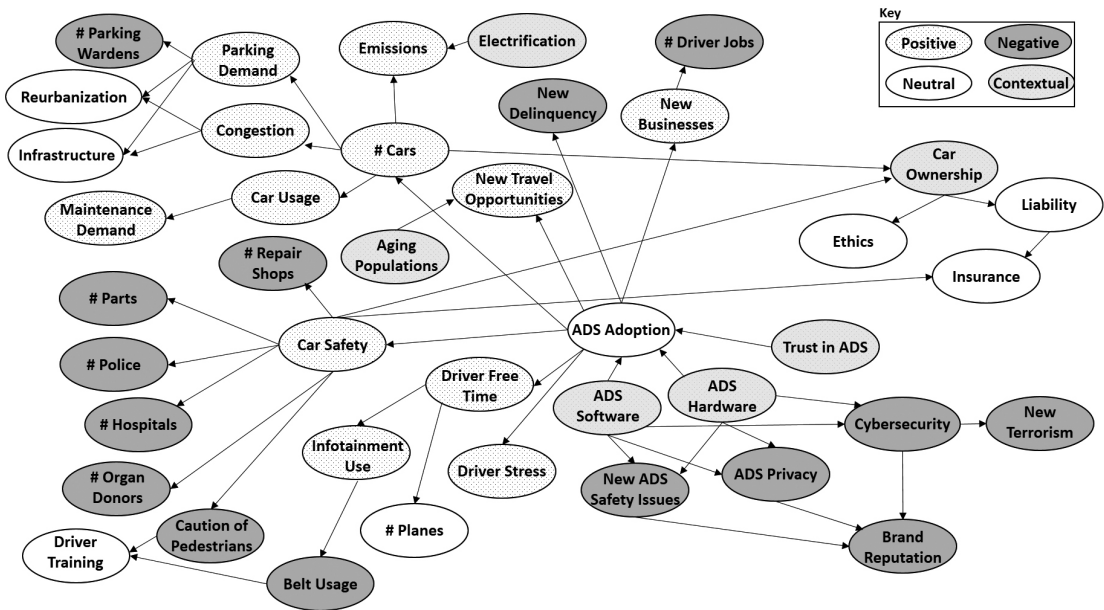 Key
Positive
Negative
Neutral
Contextual
# Parking
Wardens
Parking
Demand
Emissions
Electrification
# Driver Jobs
Reurbanization
New
Delinquency
New
Businesses
Congestion
Infrastructure
# Cars
Car
Ownership
New Travel
Opportunities
Car Usage
Maintenance
Demand
Liability
Ethics
Aging
Populations
# Repair
Shops
Insurance
# Parts
ADS Adoption
Car Safety
Trust in ADS
# Police
Driver Free
Time
ADS
Software
ADS
Hardware
# Hospitals
Cybersecurity
New
Terrorism
Infotainment
Use
Driver Stress
New ADS
Safety Issues
ADS Privacy
# Organ
Donors
Caution of
Pedestrians
# Planes
Driver
Training
Brand
Reputation
Belt Usage